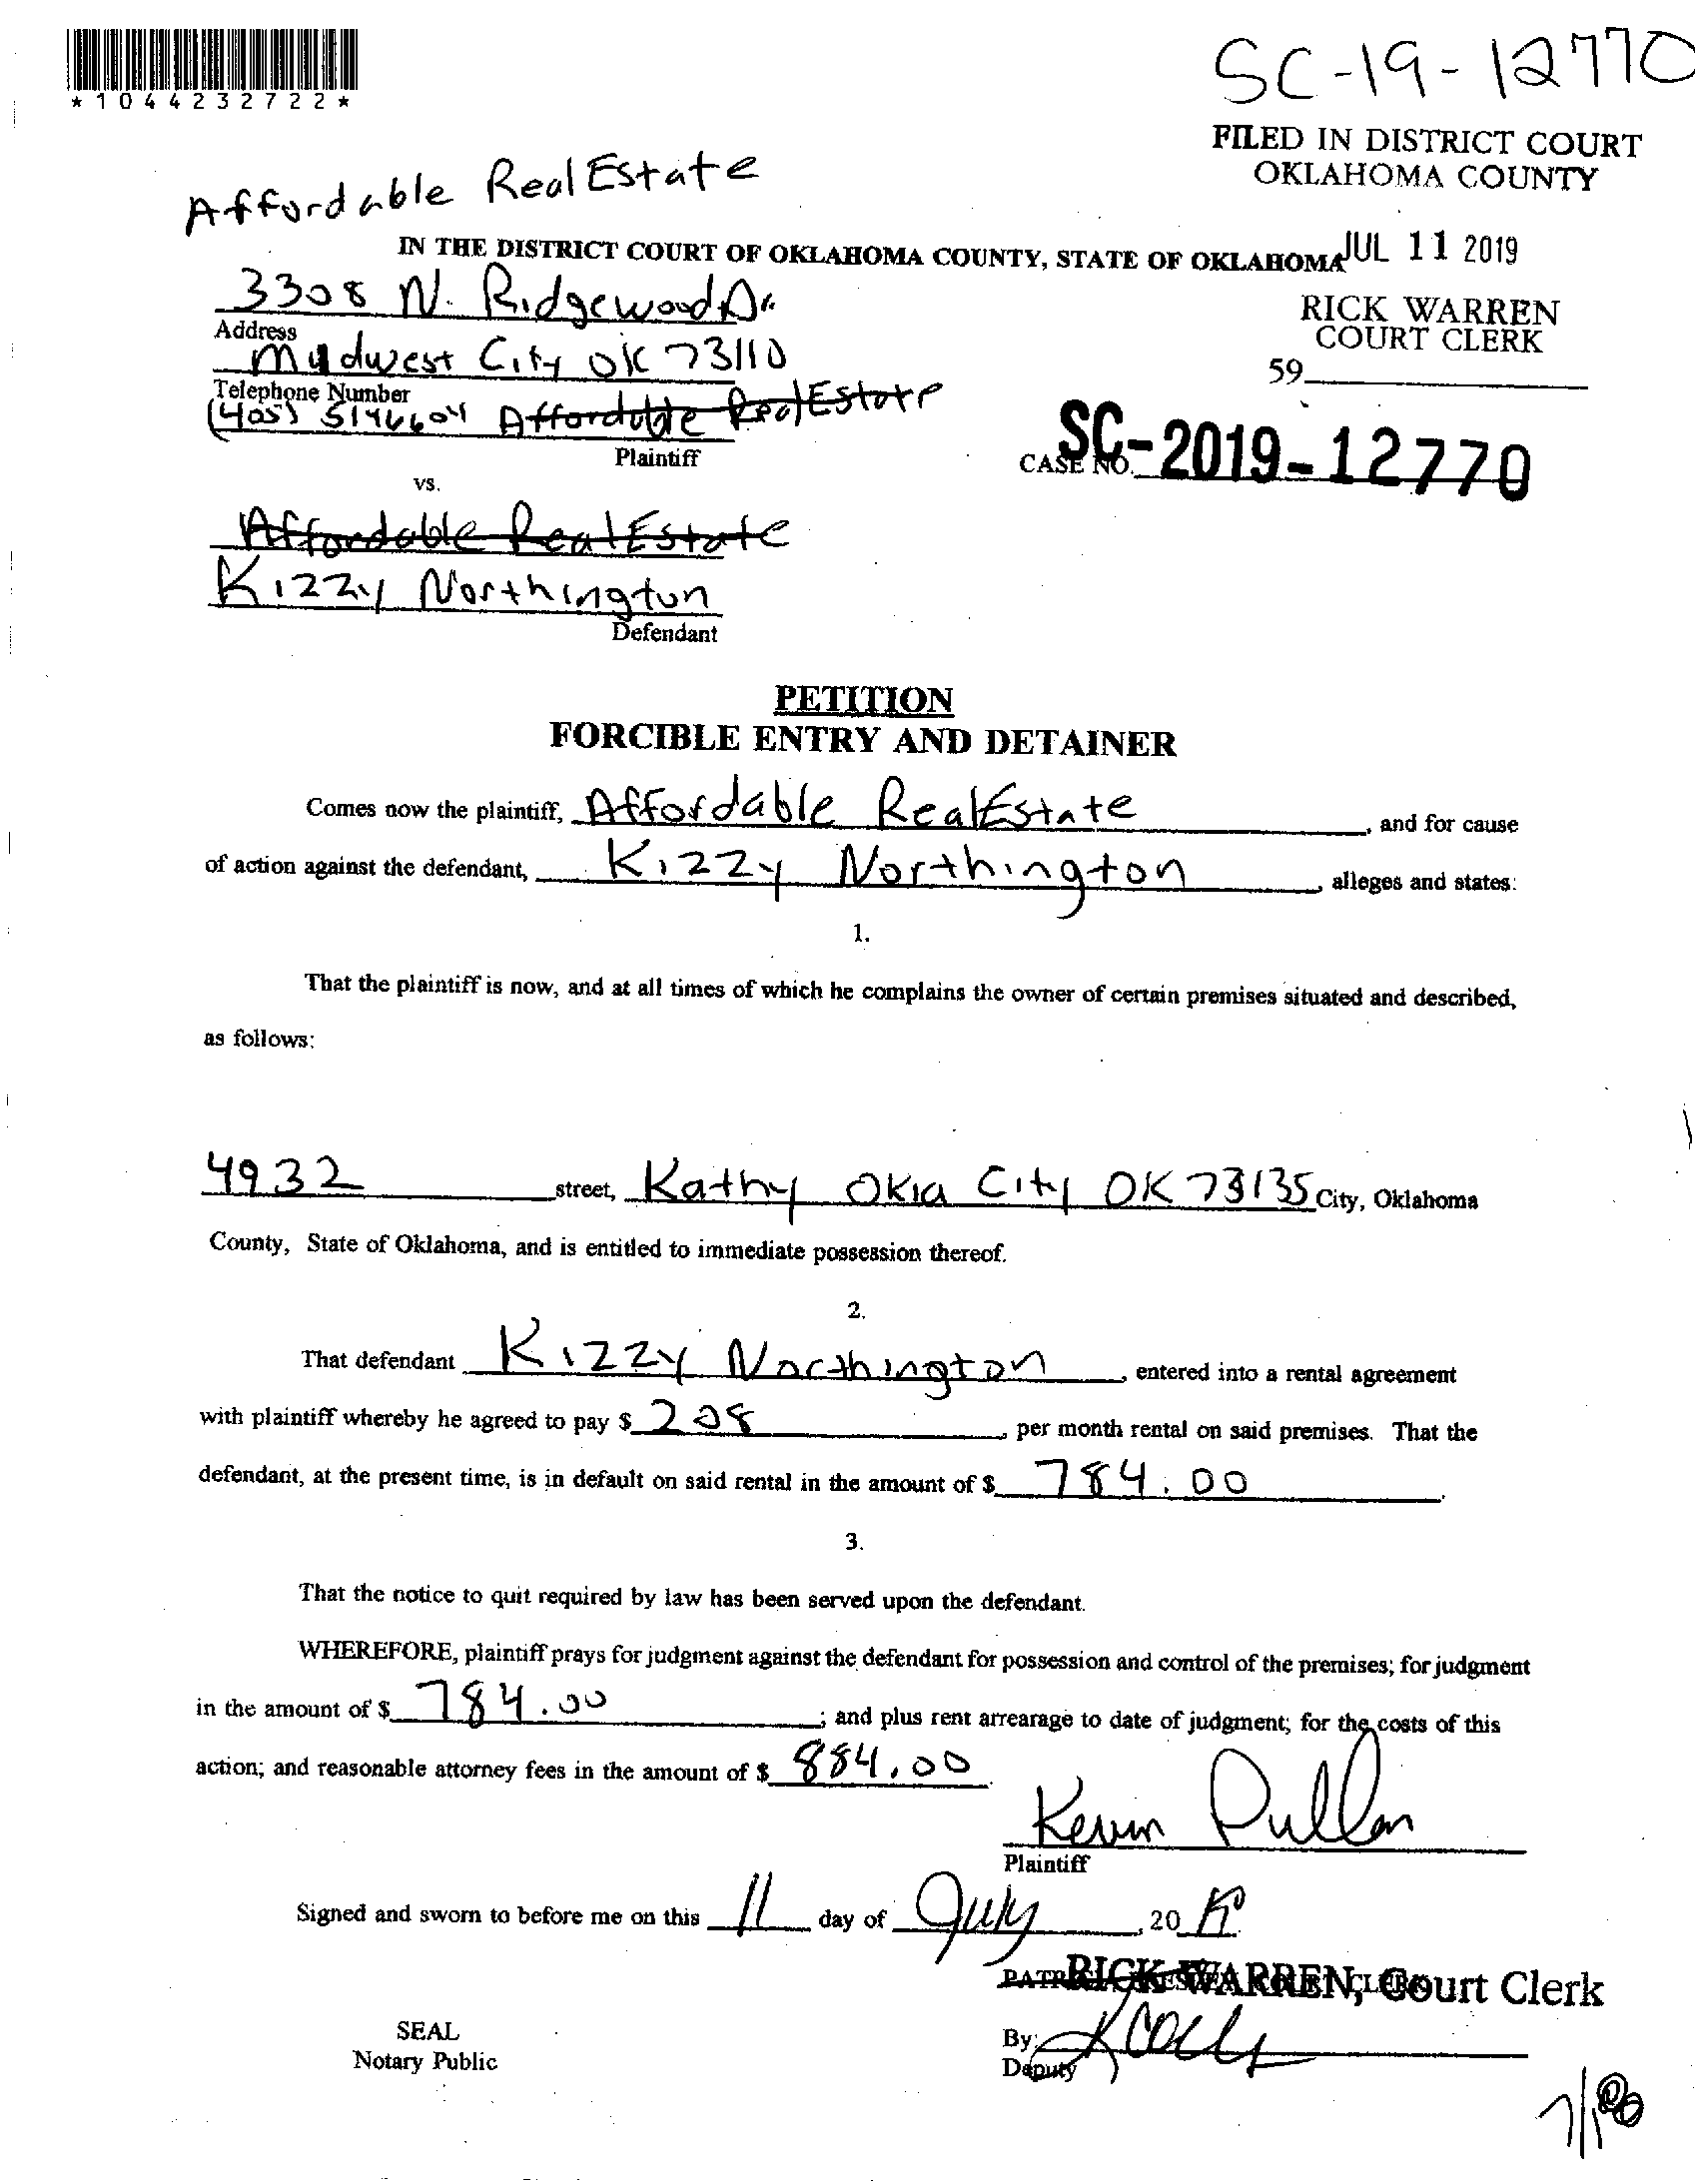 *1044232722*
SC-19-12770
FILED IN DISTRICT COURT
OKLAHOMA COUNTY
Affordable Real Estate
IN THE DISTRICT COURT OF OKLAHOMA COUNTY, STATE OF OKLAHOMA
JUL 11 2019
3308 N. Ridgewood Dr
Address
RICK WARREN
COURT CLERK
Midwest City OK 73110
59
Telephone Number
(405) 5146604 Affordable Real Estate
Plaintiff
CASE NO. SC-2019-12770
vs.
Affordable Real Estate
Kizzy Northington
Defendant
PETITION
FORCIBLE ENTRY AND DETAINER
Comes now the plaintiff, Affordable RealEstate, and for cause
of action against the defendant, Kizzy Northington, alleges and states:
1.
That the plaintiff is now, and at all times of which he complains the owner of certain premises situated and described,
as follows:
4932 street, Kathy Okla City OK 73135 City, Oklahoma
County, State of Oklahoma, and is entitled to immediate possession thereof.
2.
That defendant Kizzy Northington, entered into a rental agreement
with plaintiff whereby he agreed to pay $ 208, per month rental on said premises. That the
defendant, at the present time, is in default on said rental in the amount of $ 784.00.
3.
That the notice to quit required by law has been served upon the defendant.
WHEREFORE, plaintiff prays for judgment against the defendant for possession and control of the premises; for judgment
in the amount of $ 784.00; and plus rent arrearage to date of judgment; for the costs of this
action; and reasonable attorney fees in the amount of $ 884.00.
Kevin Pullen
Plaintiff
Signed and sworn to before me on this 11 day of July, 20
RICK WARREN, Court Clerk
SEAL
Notary Public
By:
Deputy